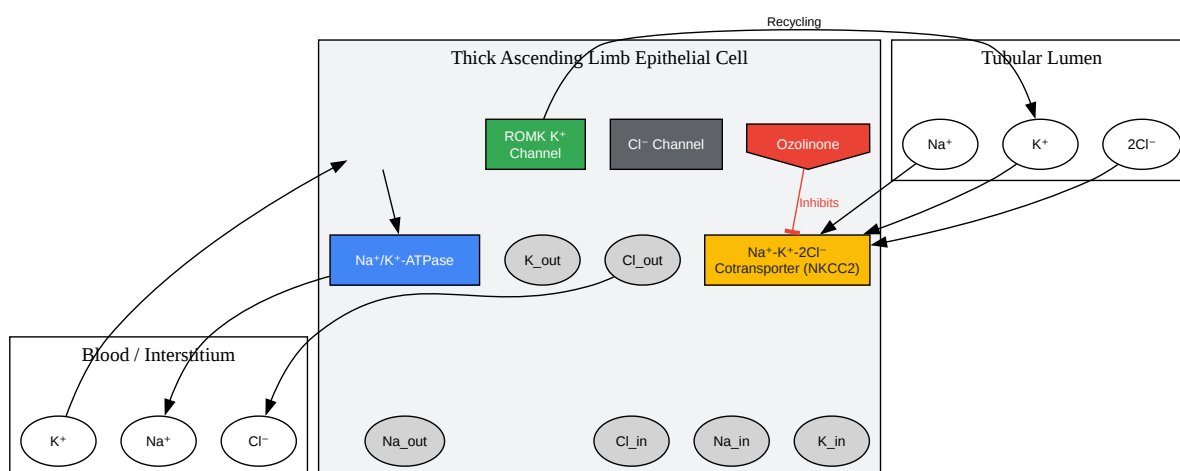 Recycling
Thick Ascending Limb Epithelial Cell
Tubular Lumen
ROMK K⁺
Channel
Cl⁻ Channel
Ozolinone
Na⁺
K⁺
2Cl⁻
Inhibits
Na⁺/K⁺-ATPase
K_out
Cl_out
Na⁺-K⁺-2Cl⁻
Cotransporter (NKCC2)
Blood / Interstitium
K⁺
Na⁺
Cl⁻
Na_out
Cl_in
Na_in
K_in